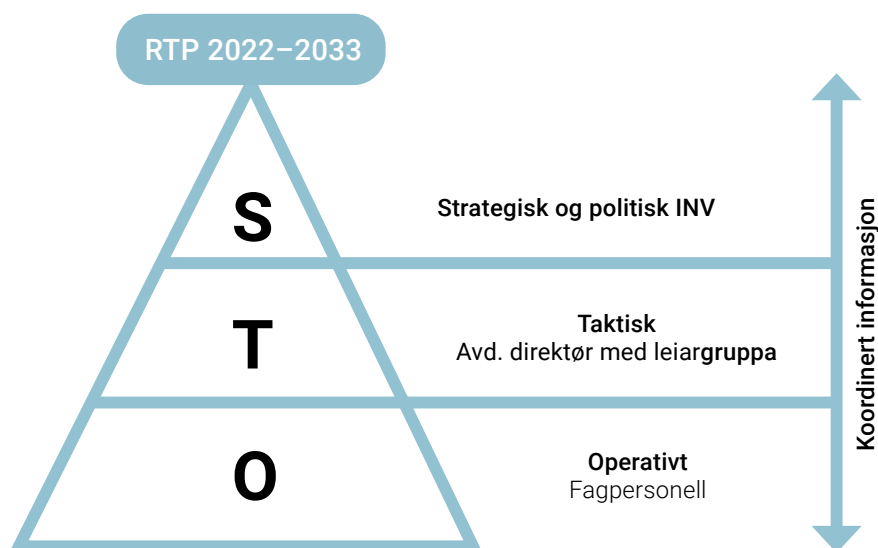 RTP 2022–2033
S
Strategisk og politisk INV
T
Taktisk
Avd. direktør med leiargruppa
O
Operativt
Fagpersonell
Koordinert informasjon